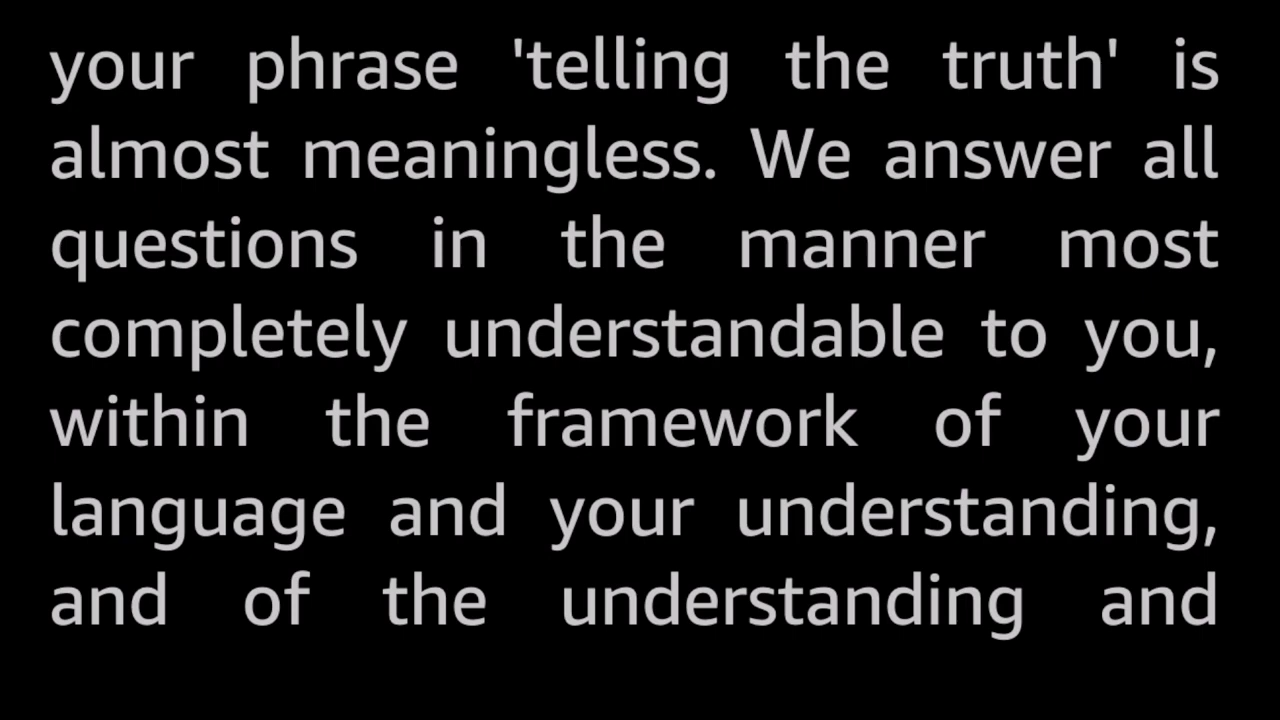 your phrase 'telling the truth' is
almost meaningless. We answer all
questions in the manner most
completely understandable to you,
within the framework of your
language and your understanding,
and of the understanding and